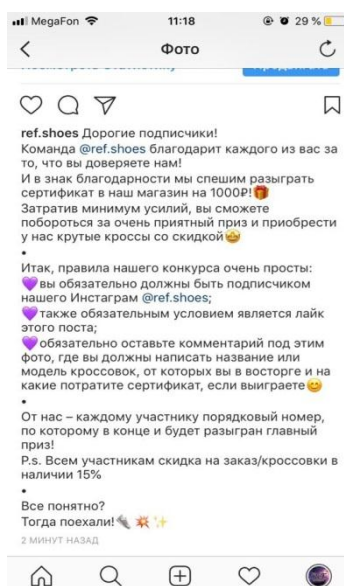 MegaFon 11:18 29 %
Фото
ref.shoes Дорогие подписчики!
Команда @ref.shoes благодарит каждого из вас за
то, что вы доверяете нам!
И в знак благодарности мы спешим разыграть
сертификат в наш магазин на 1000₽!🎁
Затратив минимум усилий, вы сможете
побороться за очень приятный приз и приобрести
у нас крутые кроссы со скидкой🤩
•
Итак, правила нашего конкурса очень просты:
💜вы обязательно должны быть подписчиком
нашего Инстаграм @ref.shoes;
💜также обязательным условием является лайк
этого поста;
💜обязательно оставьте комментарий под этим
фото, где вы должны написать название или
модель кроссовок, от которых вы в восторге и на
какие потратите сертификат, если выиграете😊
•
От нас – каждому участнику порядковый номер,
по которому в конце и будет разыгран главный
приз!
P.s. Всем участникам скидка на заказ/кроссовки в
наличии 15%
•
Все понятно?
Тогда поехали!👟💥✨
2 МИНУТ НАЗАД